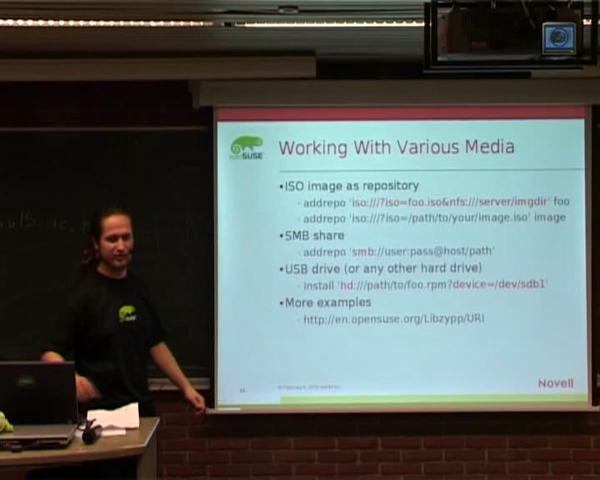 openSUSE
Working With Various Media
•ISO image as repository
- addrepo 'iso:///?iso=foo.iso&nfs:///server/imgdir' foo
- addrepo 'iso:///?iso=/path/to/your/image.iso' image
•SMB share
- addrepo 'smb://user:pass@host/path'
•USB drive (or any other hard drive)
- install 'hd:///path/to/foo.rpm?device=/dev/sdb1'
•More examples
- http://en.opensuse.org/Libzypp/URI
Novell